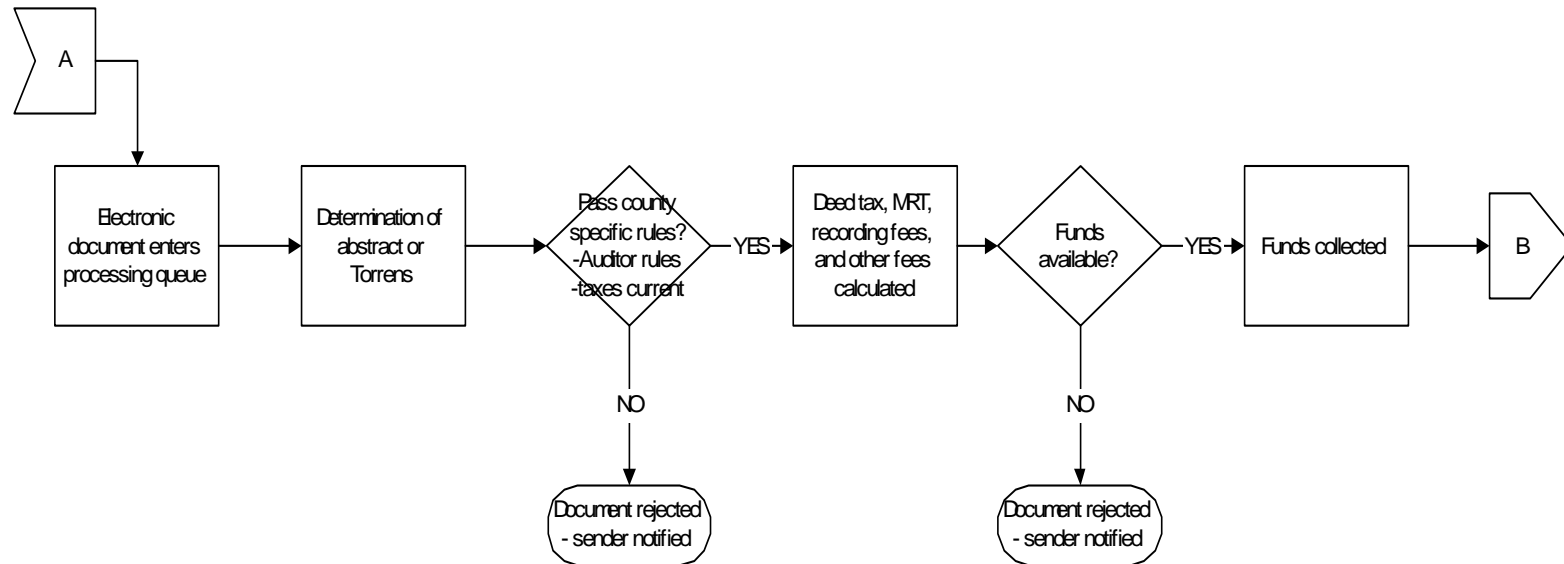 A
Electronic
document enters
processing queue
Determination of
abstract or
Torrens
Pass county
specific rules?
-Auditor rules
-taxes current
YES
Deed tax, MRT,
recording fees,
and other fees
calculated
Funds
available?
YES
Funds collected
B
NO
NO
Document rejected
- sender notified
Document rejected
- sender notified